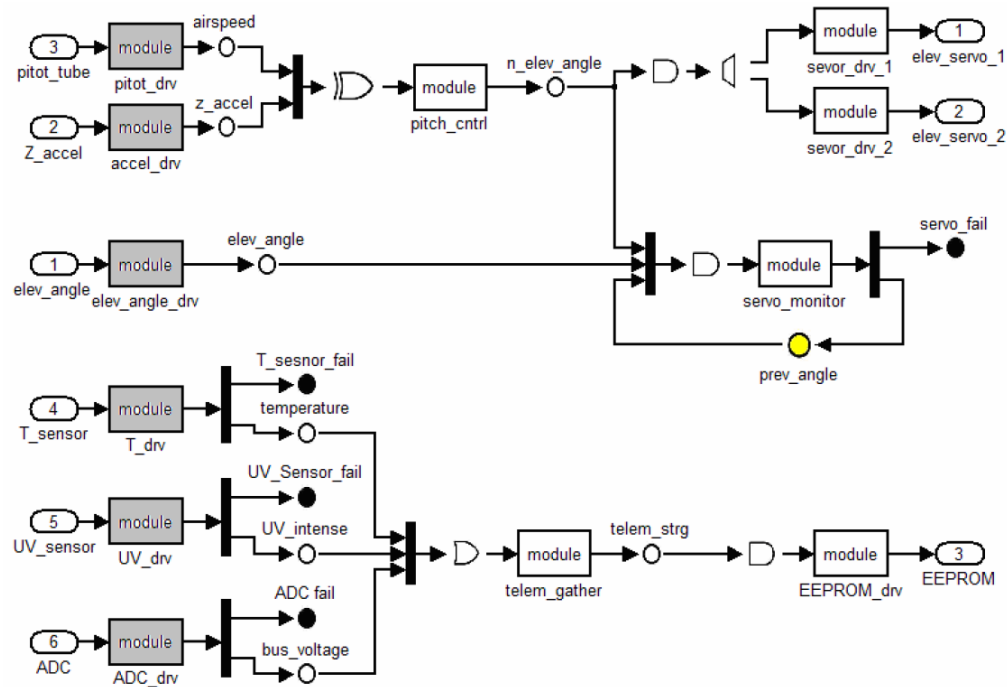 airspeed
3
module
pitot_tube
pitot_drv
z_accel
2
module
Z_accel
accel_drv
module
pitch_cntrl
n_elev_angle
module
sevor_drv_1
1
elev_servo_1
module
sevor_drv_2
2
elev_servo_2
elev_angle
1
module
elev_angle
elev_angle_drv
module
servo_monitor
servo_fail
prev_angle
T_sesnor_fail
temperature
4
module
T_sensor
T_drv
UV_Sensor_fail
UV_intense
5
module
UV_sensor
UV_drv
ADC fail
bus_voltage
6
module
ADC
ADC_drv
module
telem_gather
telem_strg
module
EEPROM_drv
3
EEPROM